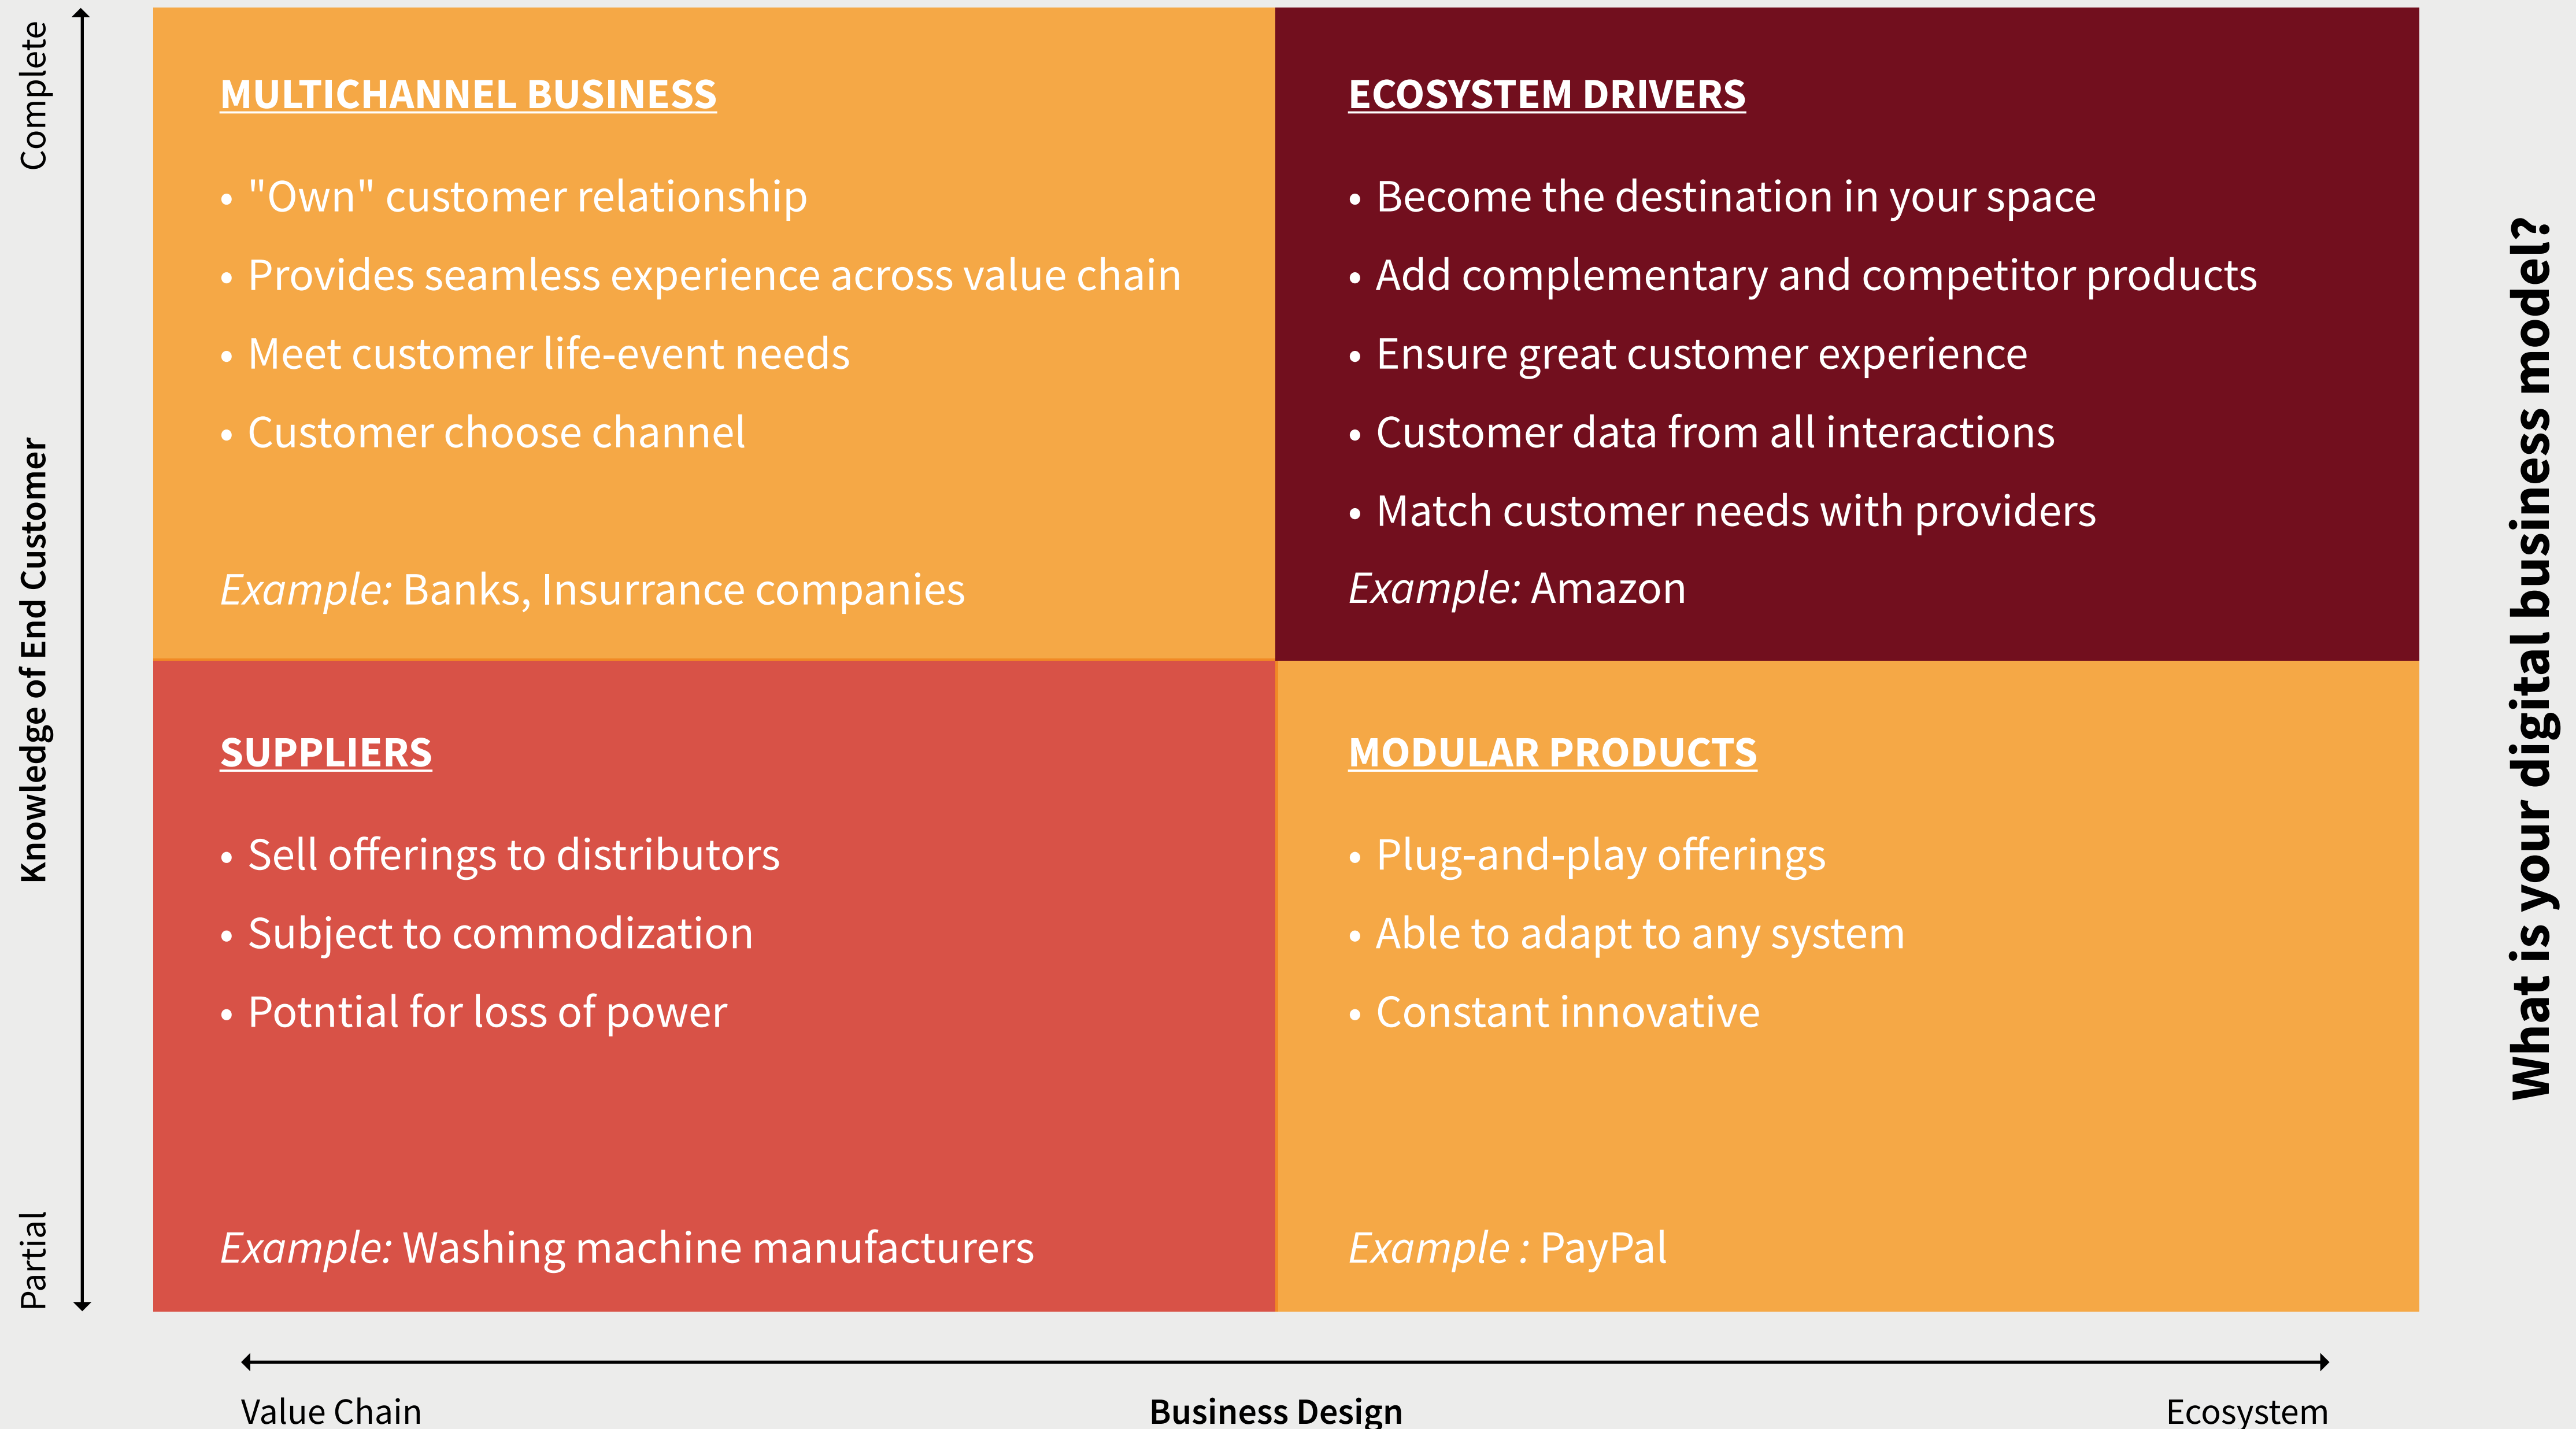 Complete
Knowledge of End Customer
Partial
MULTICHANNEL BUSINESS
• "Own" customer relationship
• Provides seamless experience across value chain
• Meet customer life-event needs
• Customer choose channel
Example: Banks, Insurrance companies
ECOSYSTEM DRIVERS
• Become the destination in your space
• Add complementary and competitor products
• Ensure great customer experience
• Customer data from all interactions
• Match customer needs with providers
Example: Amazon
SUPPLIERS
• Sell offerings to distributors
• Subject to commodization
• Potntial for loss of power
Example: Washing machine manufacturers
MODULAR PRODUCTS
• Plug-and-play offerings
• Able to adapt to any system
• Constant innovative
Example : PayPal
Value Chain
Business Design
Ecosystem
What is your digital business model?